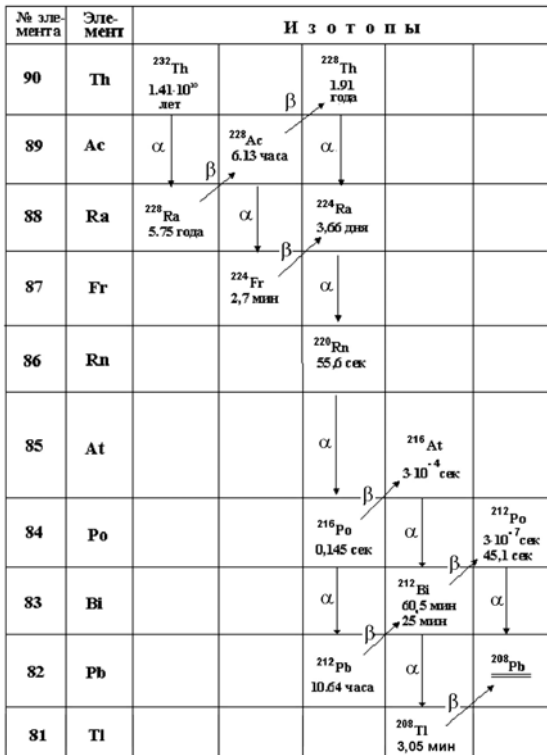 № эле-
мента
Эле-
мент
И з о т о п ы
90
Th
²³²Th
1.41·10¹⁰
лет
²²⁸Th
1.91
года
β
89
Ac
α
²²⁸Ac
6.13 часа
α
β
88
Ra
²²⁸Ra
5.75 года
α
²²⁴Ra
3,66 дня
β
87
Fr
²²⁴Fr
2,7 мин
α
86
Rn
²²⁰Rn
55,6 сек
85
At
α
²¹⁶At
3·10⁻⁴ сек
β
84
Po
²¹⁶Po
0,145 сек
α
²¹²Po
3·10⁻⁷ сек
45,1 сек
β
83
Bi
α
²¹²Bi
60,5 мин
25 мин
α
β
82
Pb
²¹²Pb
10.64 часа
α
²⁰⁸Pb
β
81
Tl
²⁰⁸Tl
3,05 мин